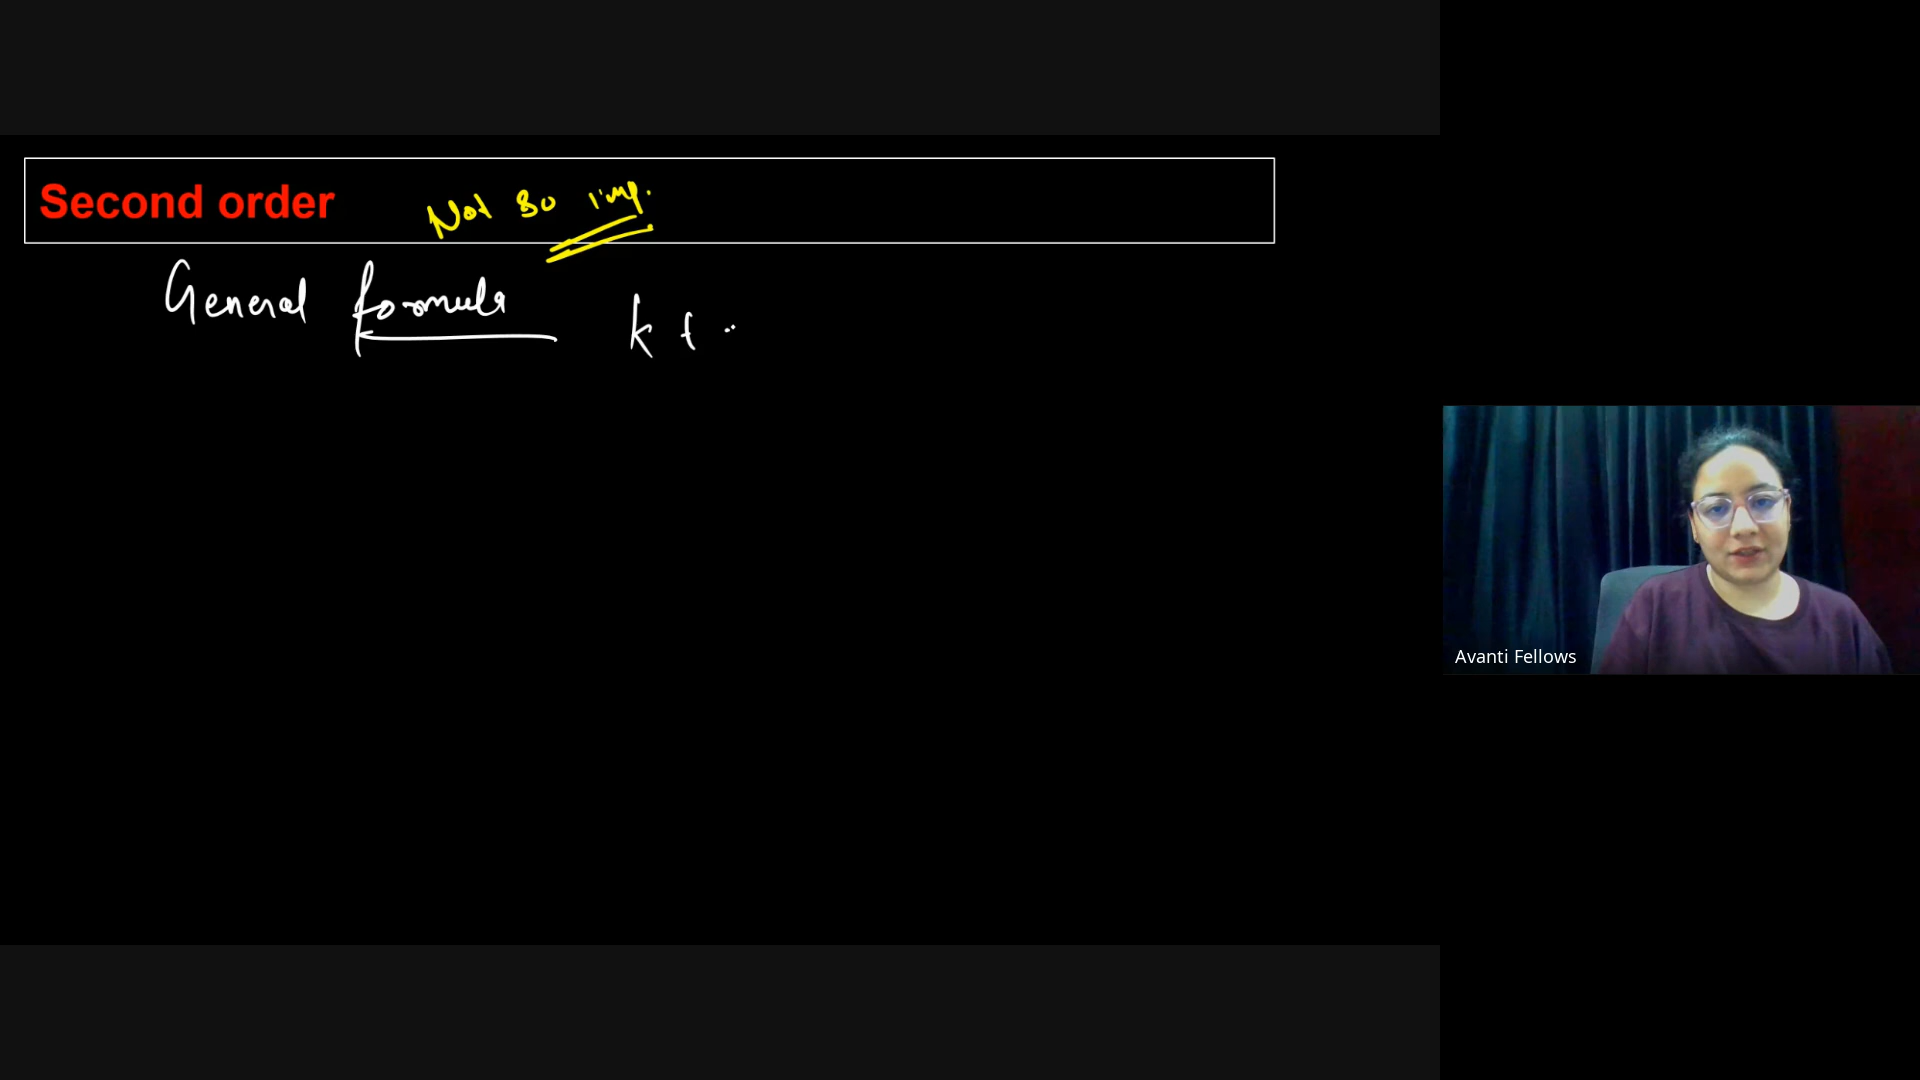 Second order
Not so imp.
General formula
k t
Avanti Fellows